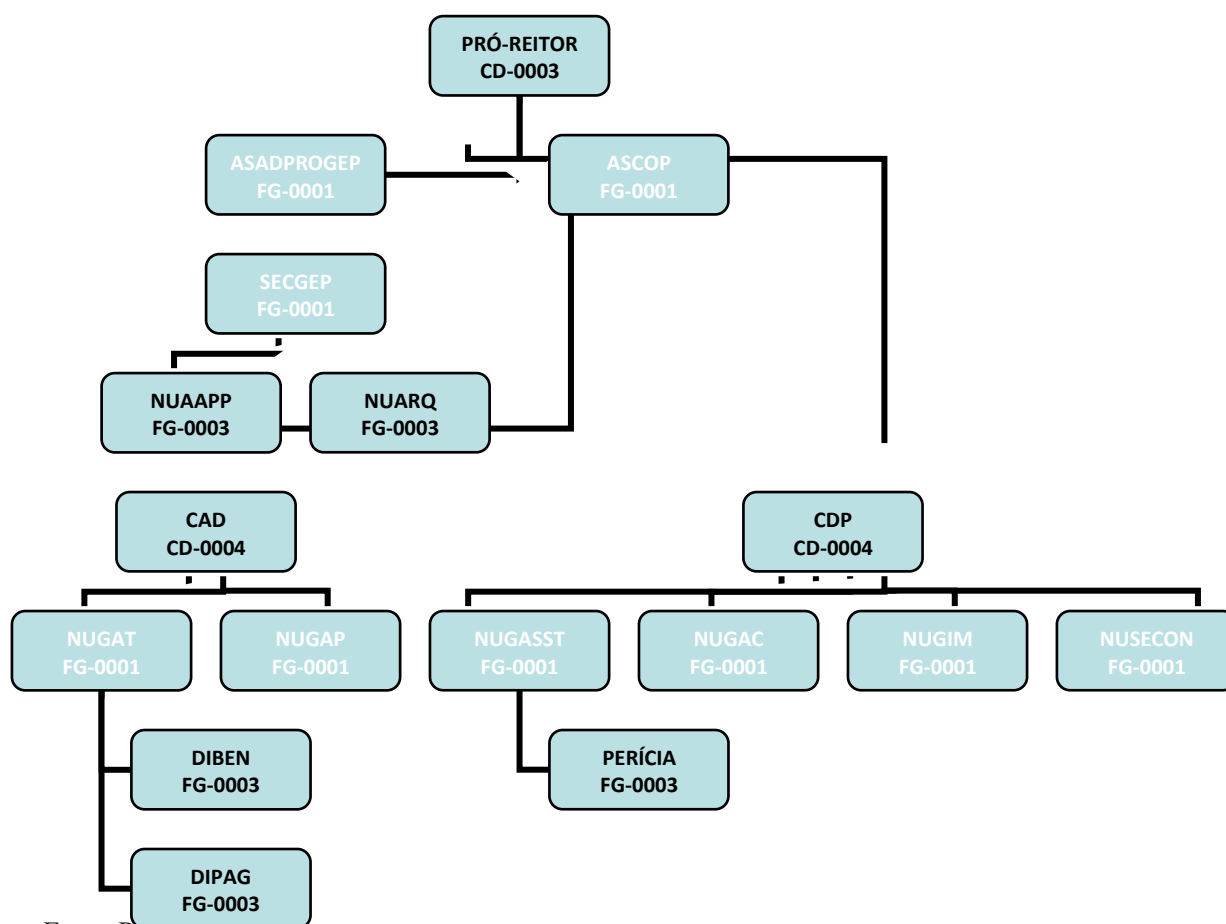 PRÓ-REITOR
CD-0003
ASADPROGEP
FG-0001
ASCOP
FG-0001
SECGEP
FG-0001
NUAAPP
FG-0003
NUARQ
FG-0003
CAD
CD-0004
CDP
CD-0004
NUGAT
FG-0001
NUGAP
FG-0001
NUGASST
FG-0001
NUGAC
FG-0001
NUGIM
FG-0001
NUSECON
FG-0001
DIBEN
FG-0003
PERÍCIA
FG-0003
DIPAG
FG-0003